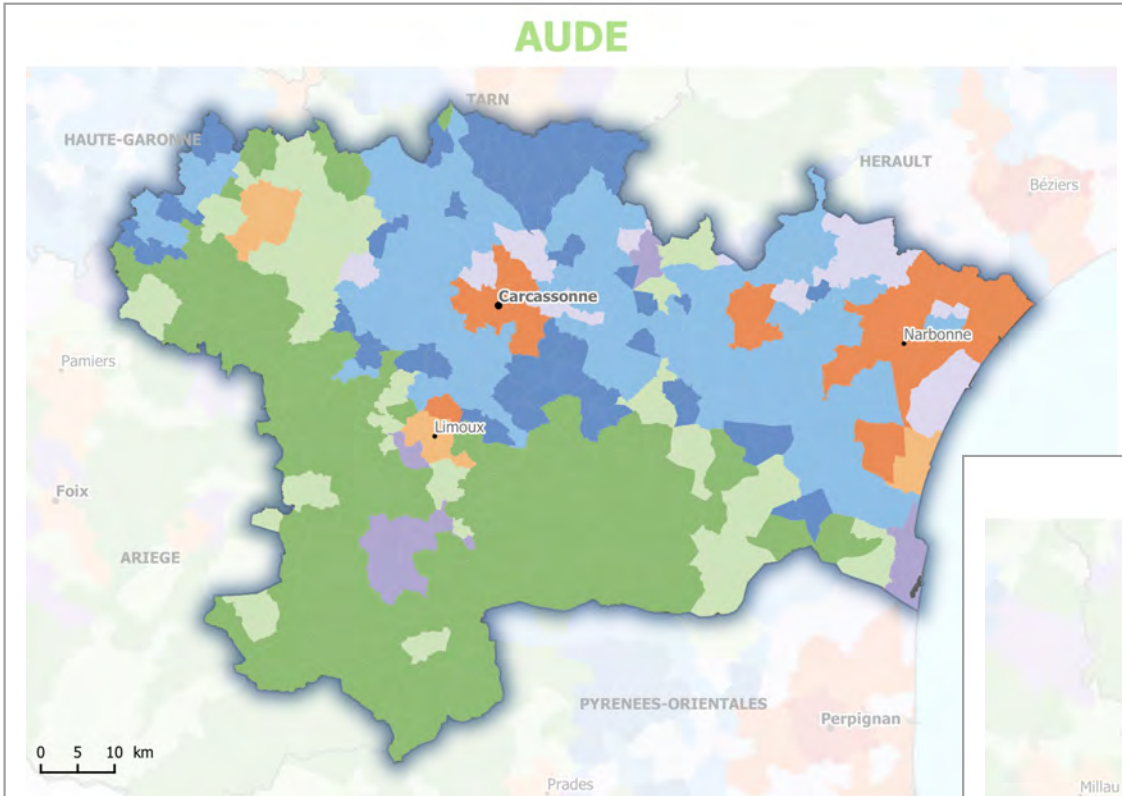 AUDE
TARN
HAUTE-GARONNE
HERAULT
Béziers
Carcassonne
Narbonne
Pamiers
Limoux
Foix
ARIEGE
PYRENEES-ORIENTALES
Perpignan
0 5 10 km
Prades
Millau